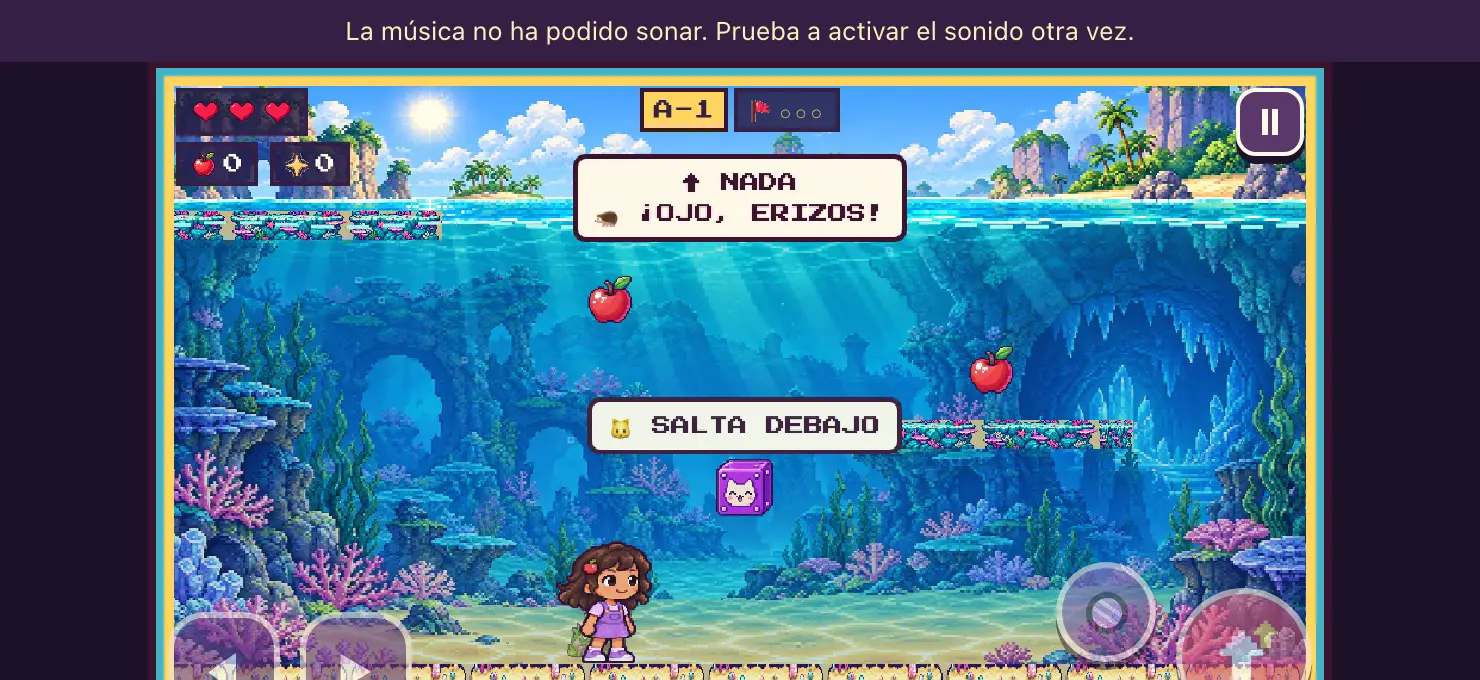 La música no ha podido sonar. Prueba a activar el sonido otra vez.
A-1
0
0
NADA
¡OJO, ERIZOS!
SALTA DEBAJO